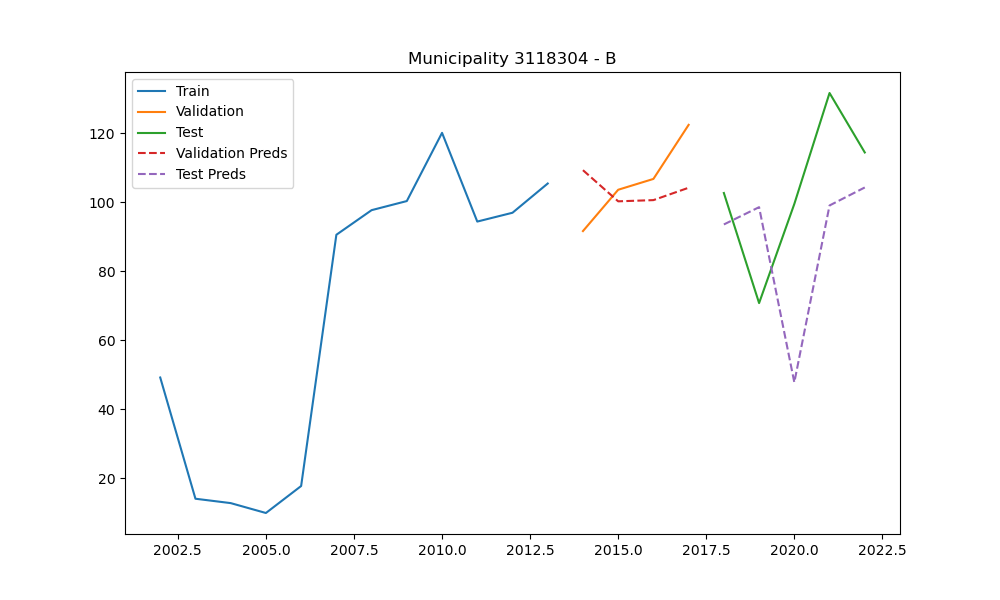 Municipality 3118304 - B
Train
Validation
Test
Validation Preds
Test Preds
120
100
80
60
40
20
2002.5 2005.0 2007.5 2010.0 2012.5 2015.0 2017.5 2020.0 2022.5